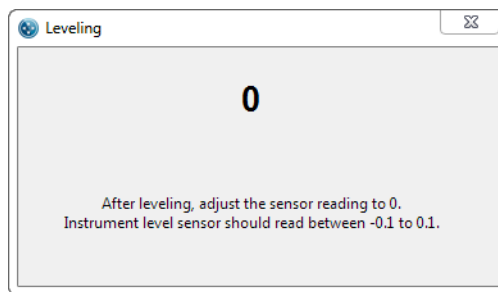 Leveling
0
After leveling, adjust the sensor reading to 0.
Instrument level sensor should read between -0.1 to 0.1.